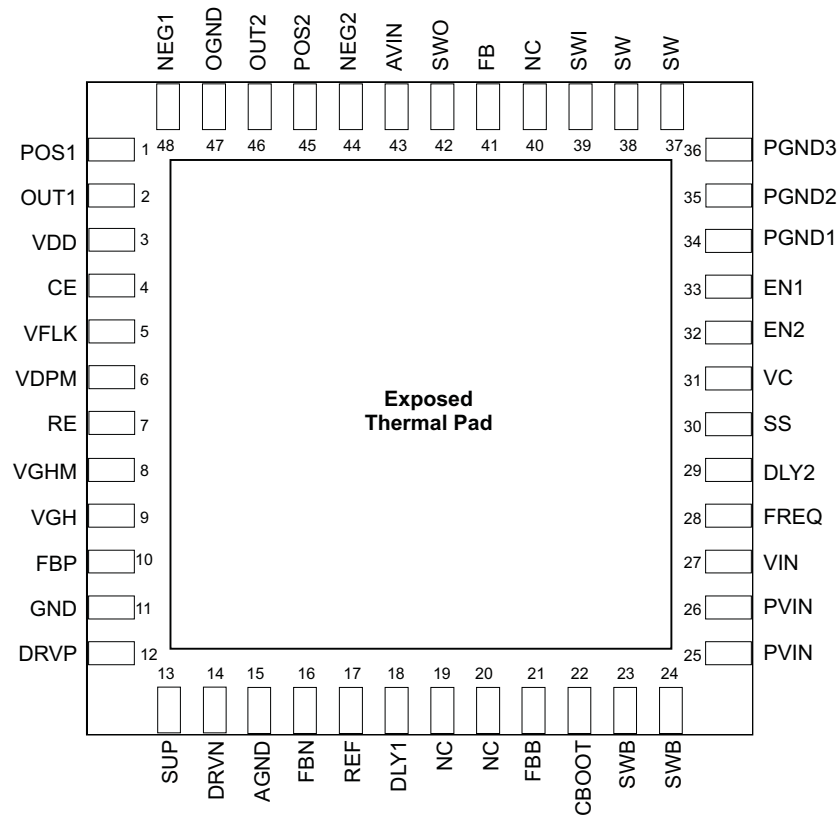 NEG1
OGND
OUT2
POS2
NEG2
AVIN
SWO
FB
NC
SWI
SW
SW
48
47
46
45
44
43
42
41
40
39
38
37
POS1 1
OUT1 2
VDD 3
CE 4
VFLK 5
VDPM 6
RE 7
VGHM 8
VGH 9
FBP 10
GND 11
DRVP 12
Exposed
Thermal Pad
36 PGND3
35 PGND2
34 PGND1
33 EN1
32 EN2
31 VC
30 SS
29 DLY2
28 FREQ
27 VIN
26 PVIN
25 PVIN
13
14
15
16
17
18
19
20
21
22
23
24
SUP
DRVN
AGND
FBN
REF
DLY1
NC
NC
FBB
CBOOT
SWB
SWB